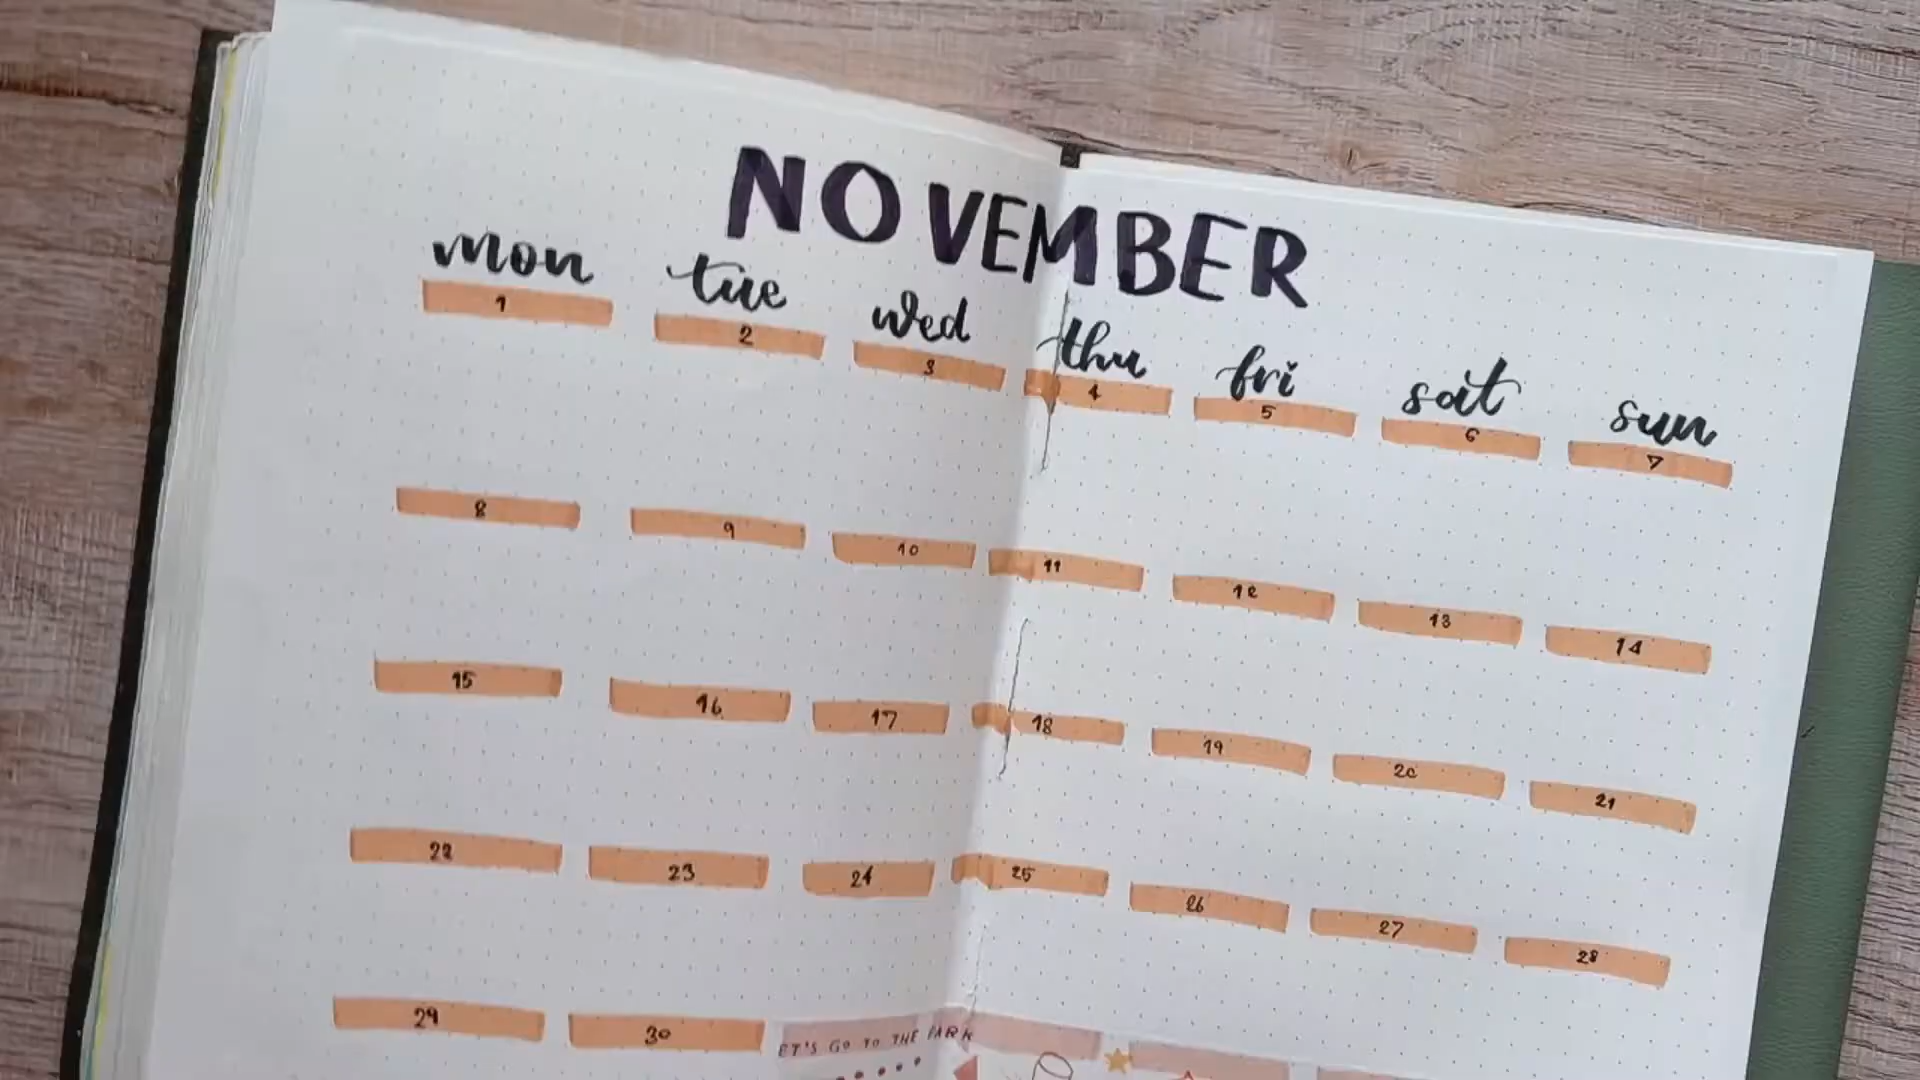 NOVEMBER
mon tue wed thu fri sat sun
1 2 3 4 5 6 7
8 9 10 11 12 13 14
15 16 17 18 19 20 21
22 23 24 25 26 27 28
29 30
ET'S GO TO THE PARK